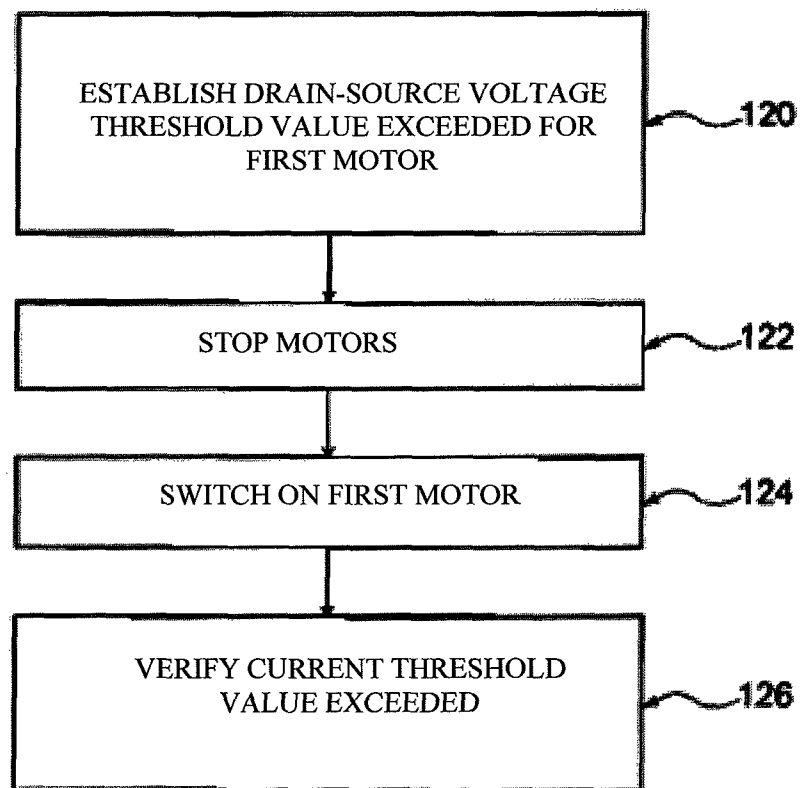 ESTABLISH DRAIN-SOURCE VOLTAGE
THRESHOLD VALUE EXCEEDED FOR
FIRST MOTOR
120
STOP MOTORS
122
SWITCH ON FIRST MOTOR
124
VERIFY CURRENT THRESHOLD
VALUE EXCEEDED
126